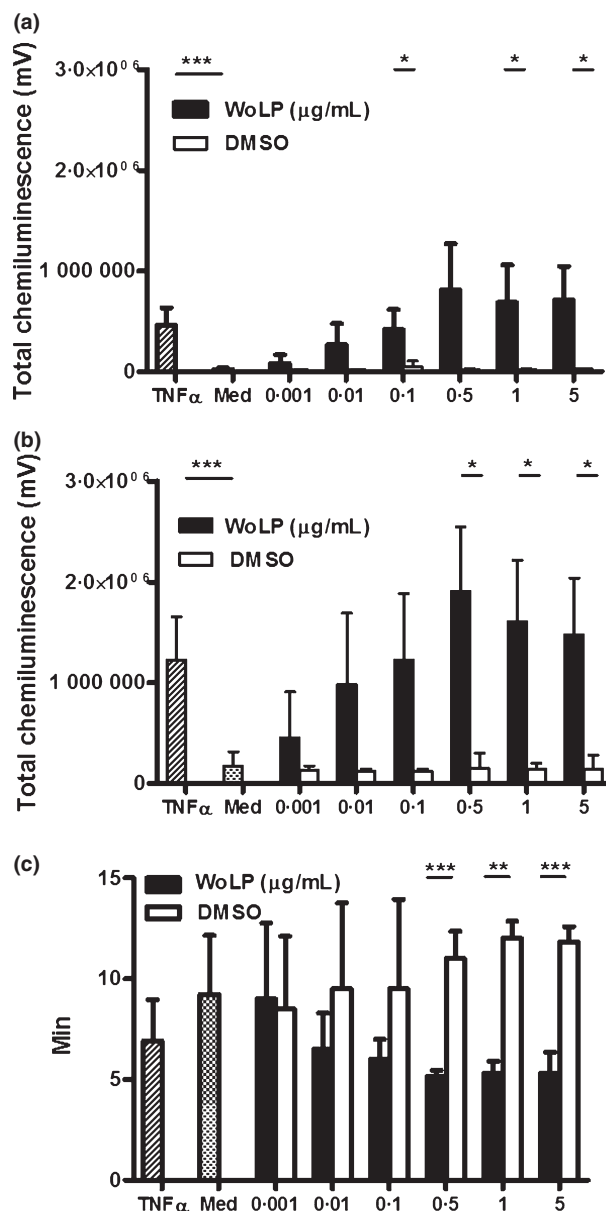 (a)
*** * * *
3·0×10⁰⁶
WoLP (μg/mL)
DMSO
2·0×10⁰⁶
1 000 000
0
Total chemiluminescence (mV)
TNFα Med 0·001 0·01 0·1 0·5 1 5
(b)
*** * * *
3·0×10⁰⁶
WoLP (μg/mL)
DMSO
2·0×10⁰⁶
1 000 000
0
Total chemiluminescence (mV)
TNFα Med 0·001 0·01 0·1 0·5 1 5
(c)
*** ** ***
15
WoLP (μg/mL)
DMSO
10
5
0
Min
TNFα Med 0·001 0·01 0·1 0·5 1 5